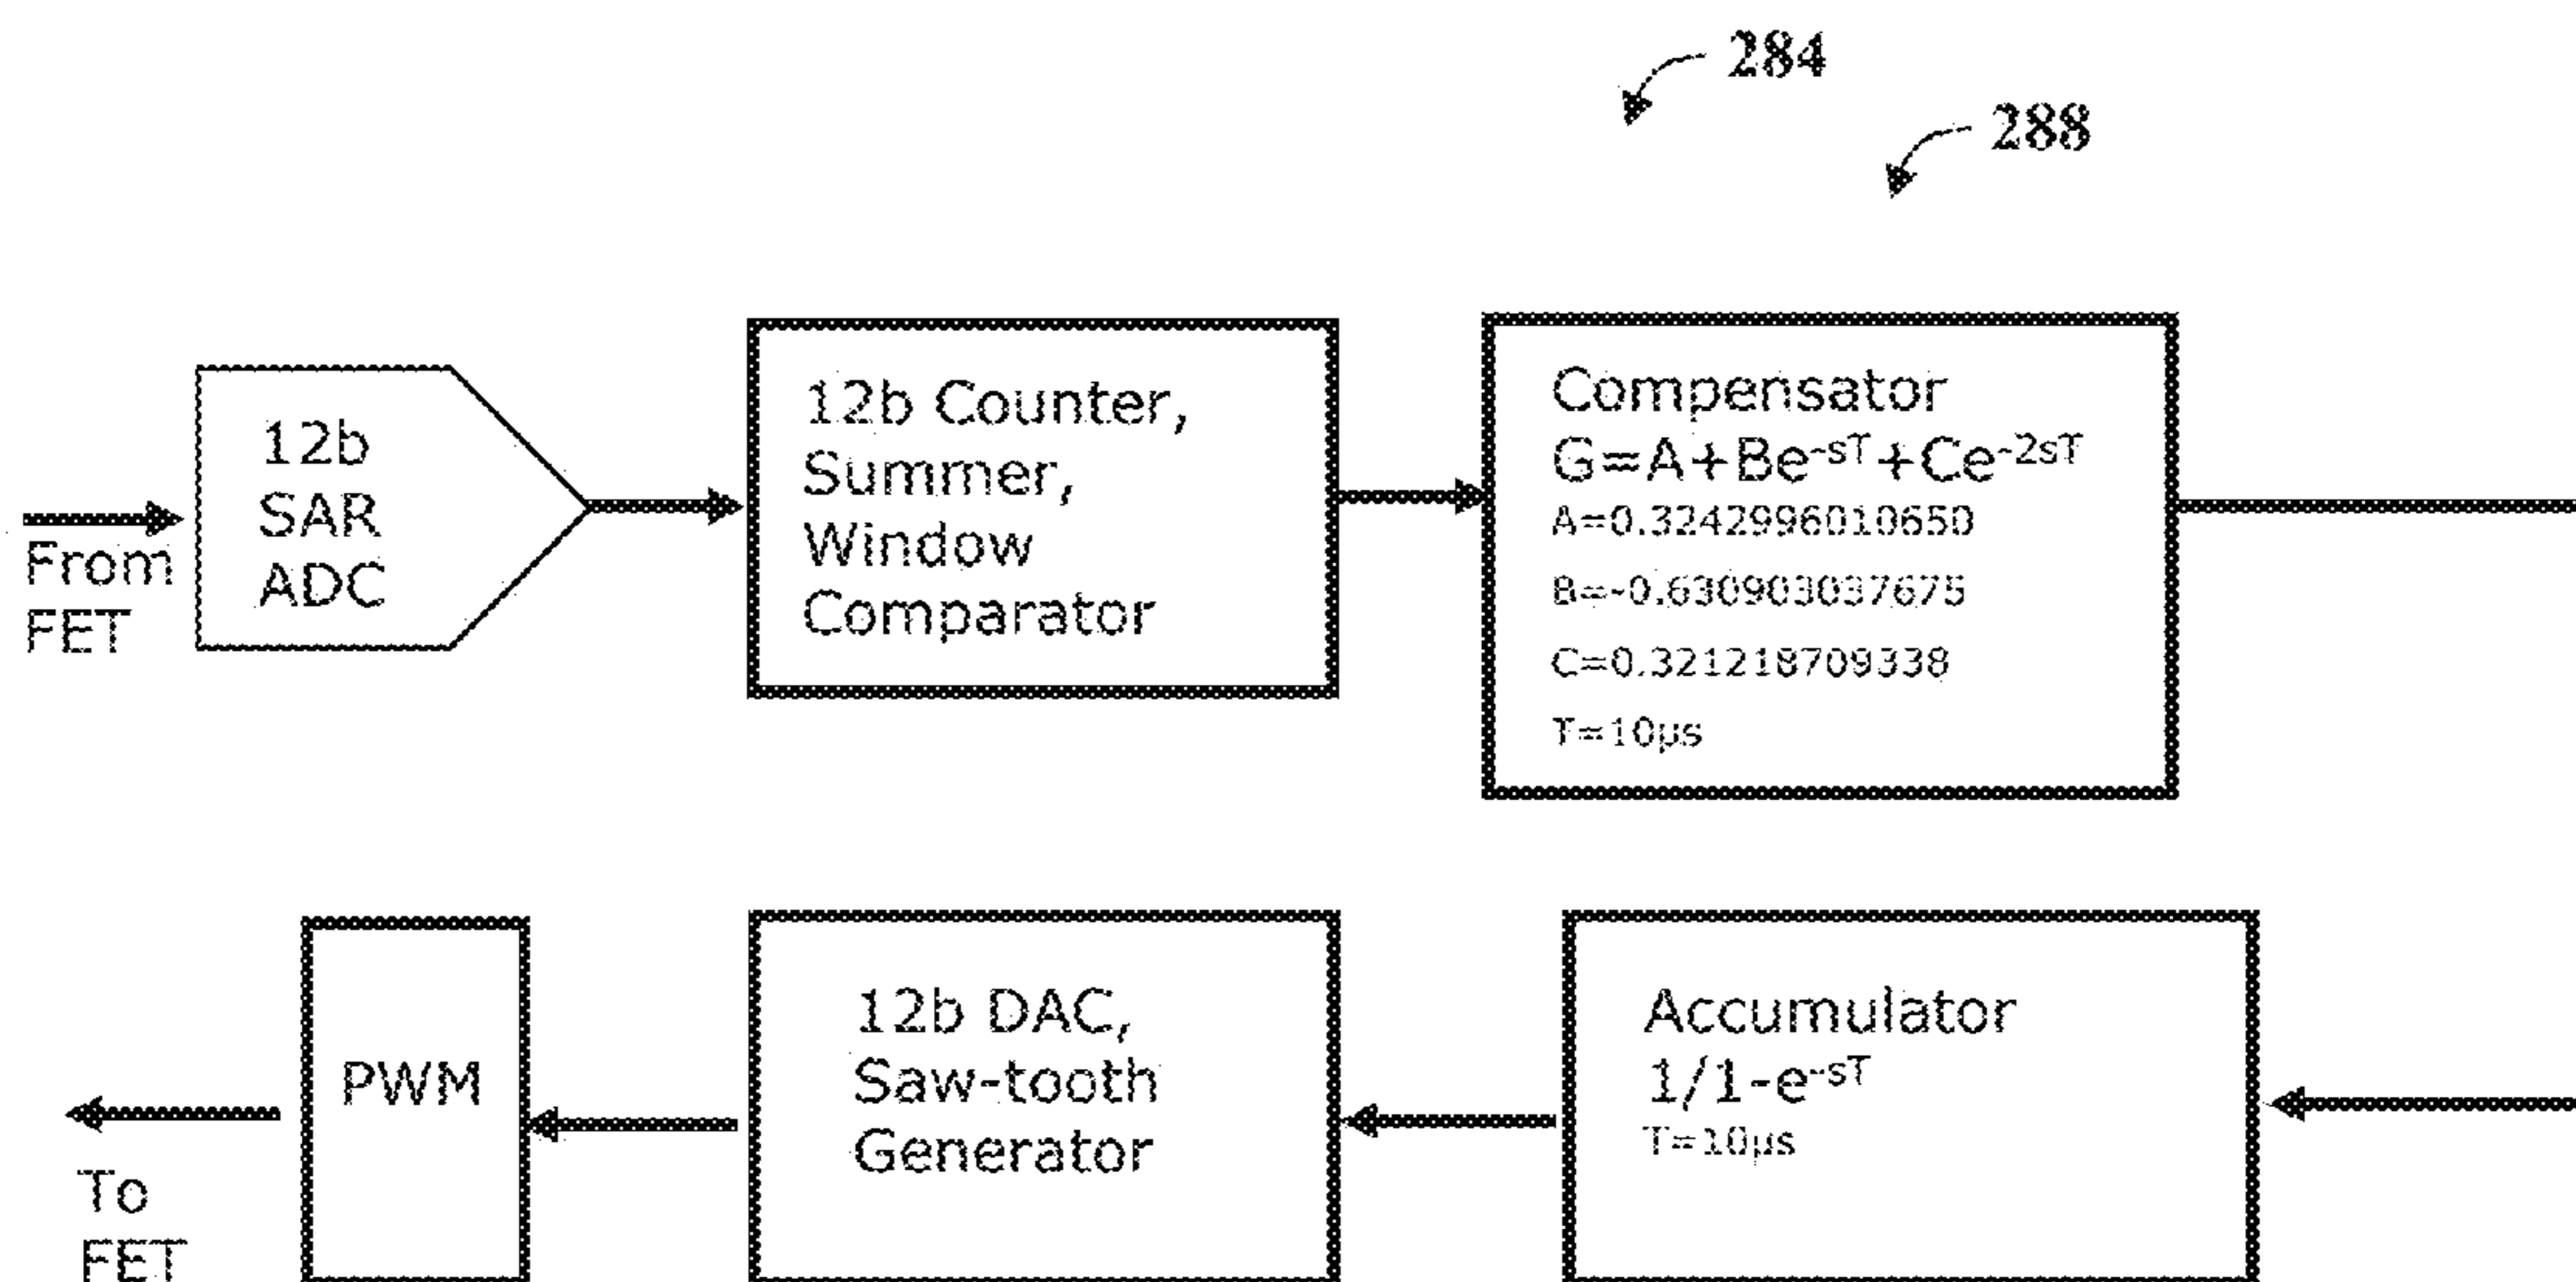 284
288
12b
SAR
ADC
From
FET
12b Counter,
Summer,
Window
Comparator
Compensator
G=A+Be-sT+Ce-2sT
A=0.3242996010650
B=-0.630903037675
C=0.321218709338
T=10µs
PWM
To
FET
12b DAC,
Saw-tooth
Generator
Accumulator
1/1-e-sT
T=10µs